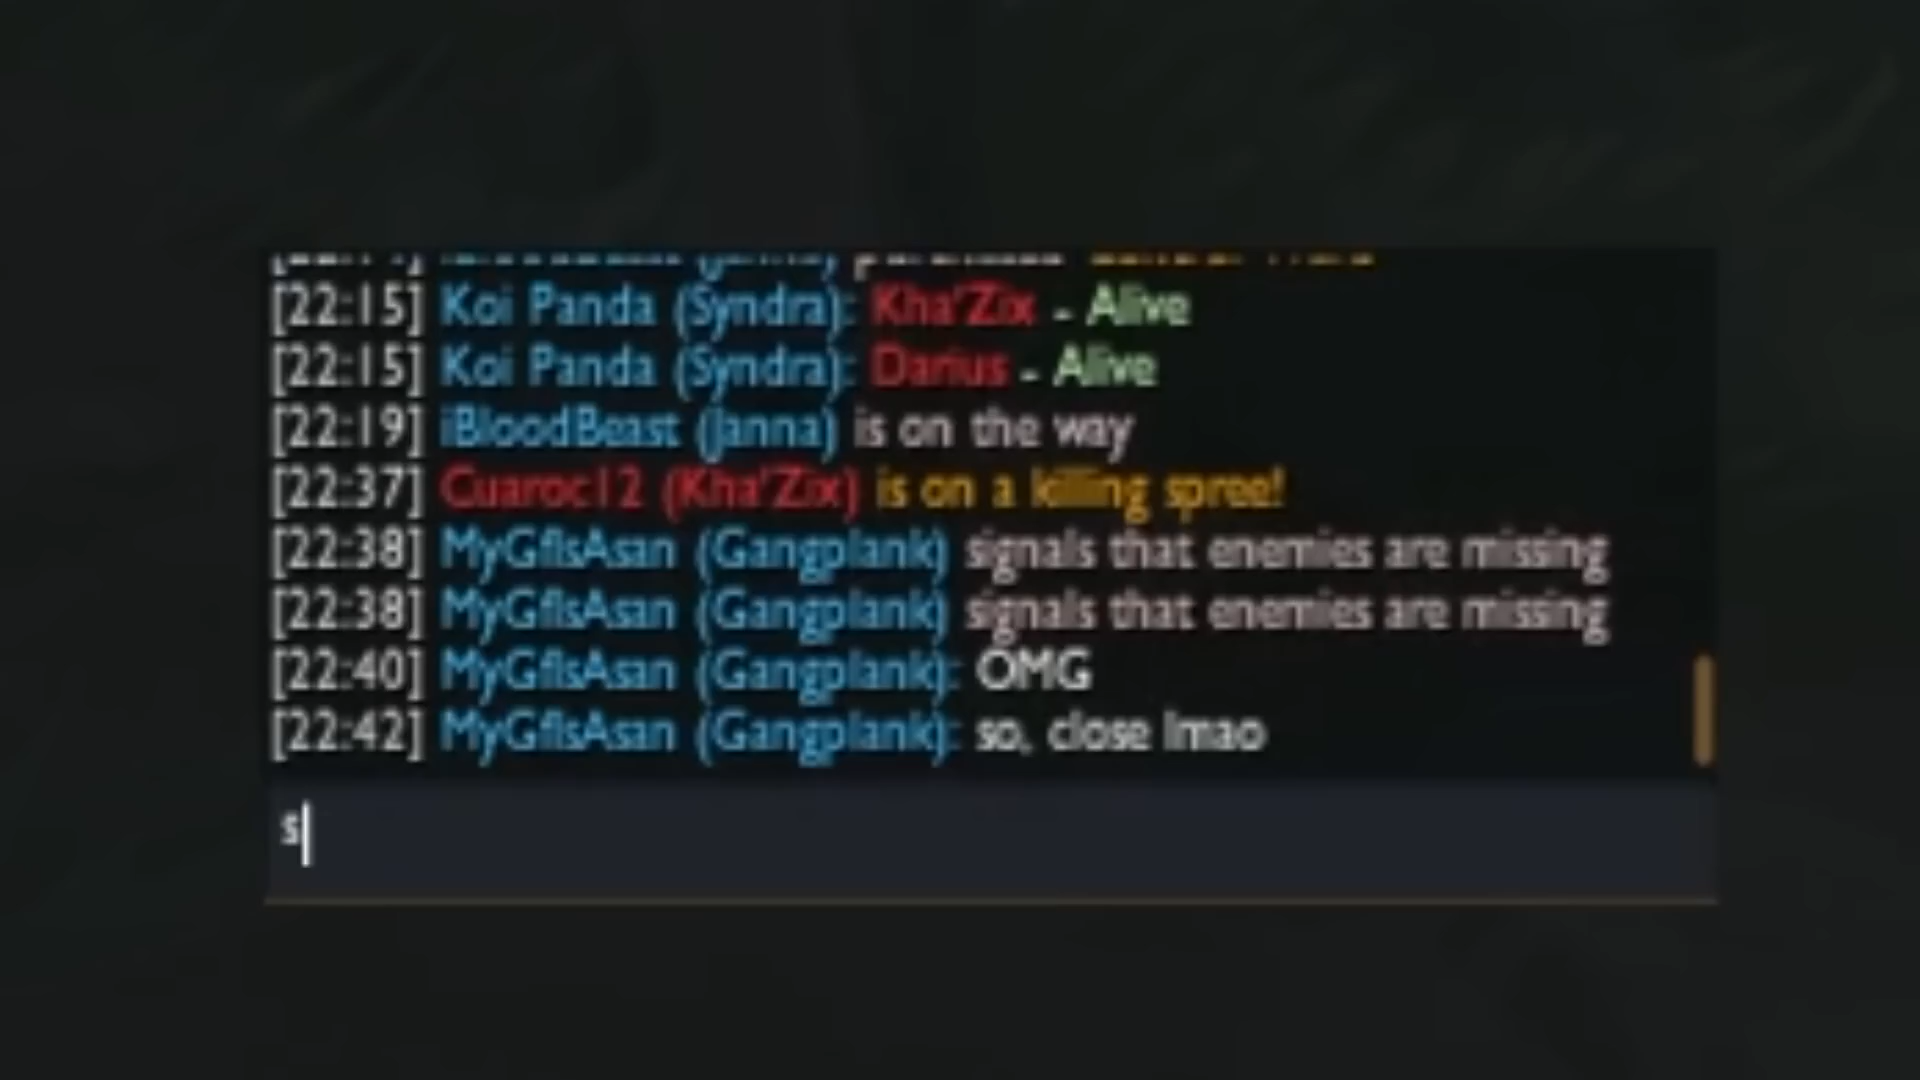 [22:15] Koi Panda (Syndra): Kha'Zix - Alive
[22:15] Koi Panda (Syndra): Darius - Alive
[22:19] iBloodBeast (Janna) is on the way
[22:37] Cuaroc12 (Kha'Zix) is on a killing spree!
[22:38] MyGfIsAsan (Gangplank) signals that enemies are missing
[22:38] MyGfIsAsan (Gangplank) signals that enemies are missing
[22:40] MyGfIsAsan (Gangplank): OMG
[22:42] MyGfIsAsan (Gangplank): so, close lmao
s